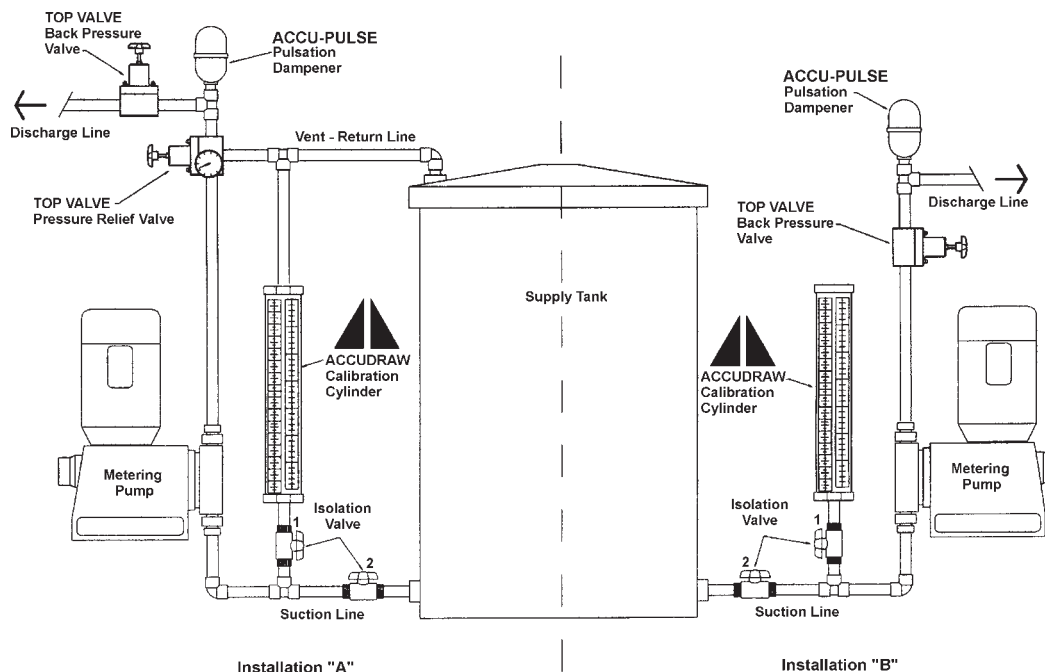 TOP VALVE
Back Pressure
Valve
ACCU-PULSE
Pulsation
Dampener
Discharge Line
Vent - Return Line
TOP VALVE
Pressure Relief Valve
ACCUDRAW
Calibration
Cylinder
Metering
Pump
Isolation
Valve
1
2
Suction Line
Installation "A"
Supply Tank
ACCU-PULSE
Pulsation
Dampener
Discharge Line
TOP VALVE
Back Pressure
Valve
ACCUDRAW
Calibration
Cylinder
Metering
Pump
Isolation
Valve
1
2
Suction Line
Installation "B"